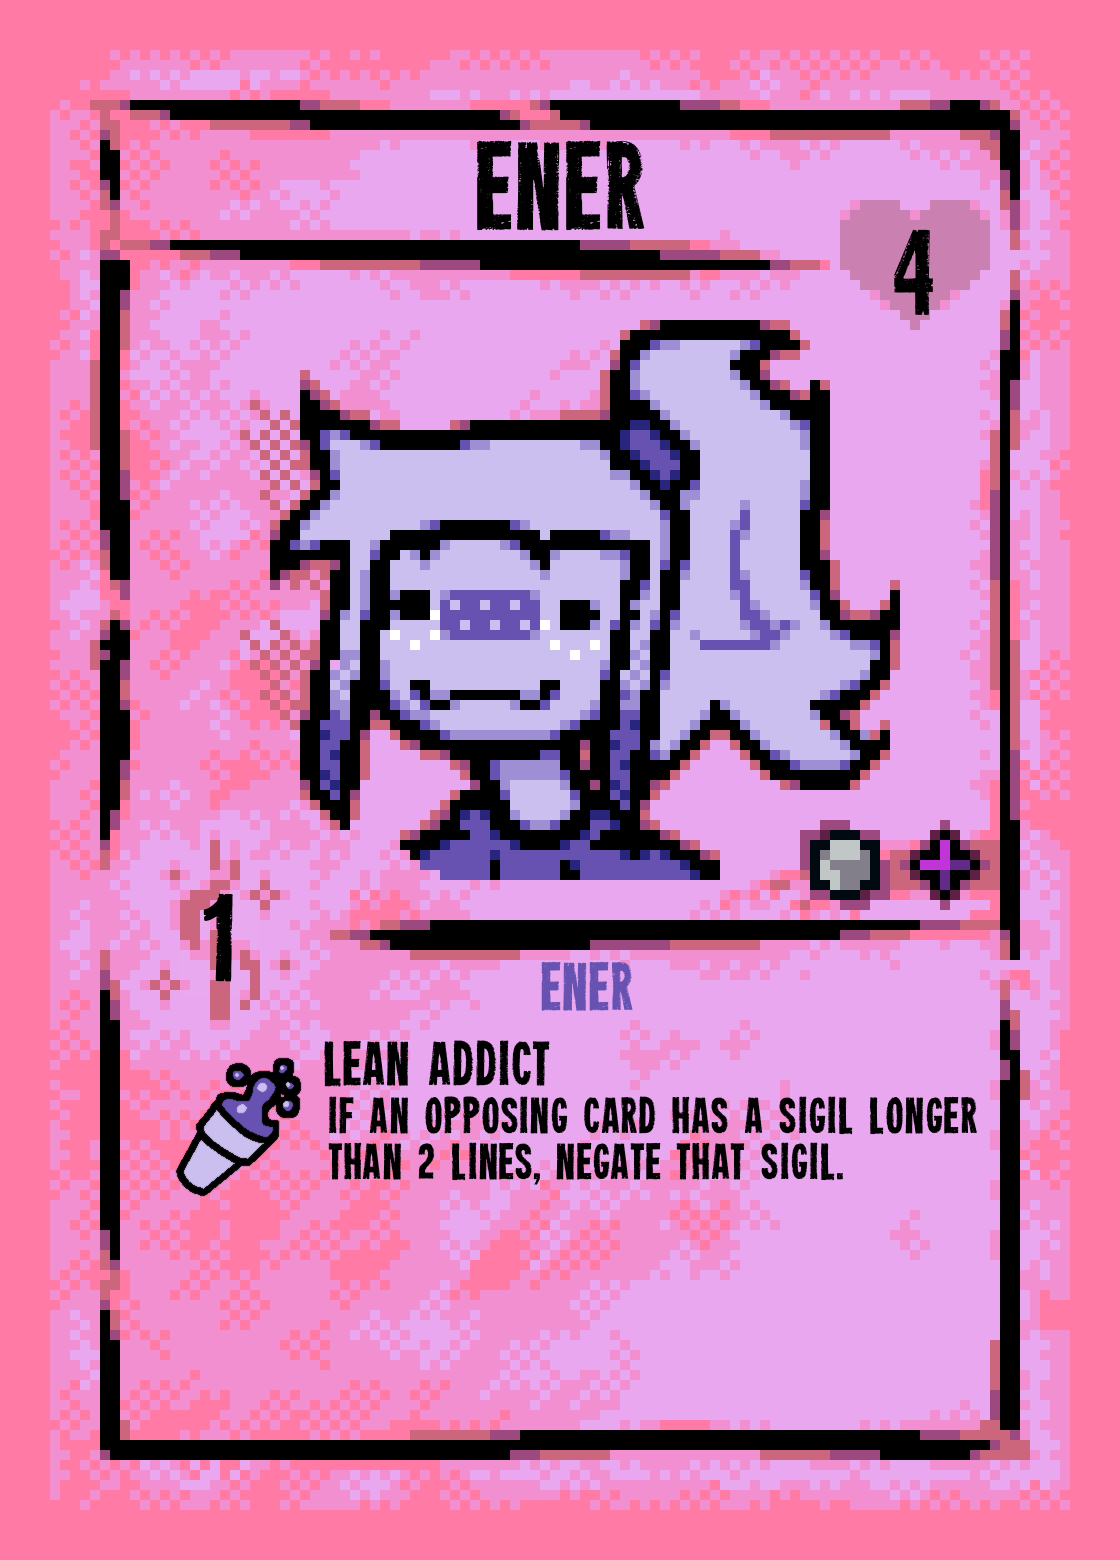 ENER
4
1
ENER
LEAN ADDICT
IF AN OPPOSING CARD HAS A SIGIL LONGER
THAN 2 LINES, NEGATE THAT SIGIL.